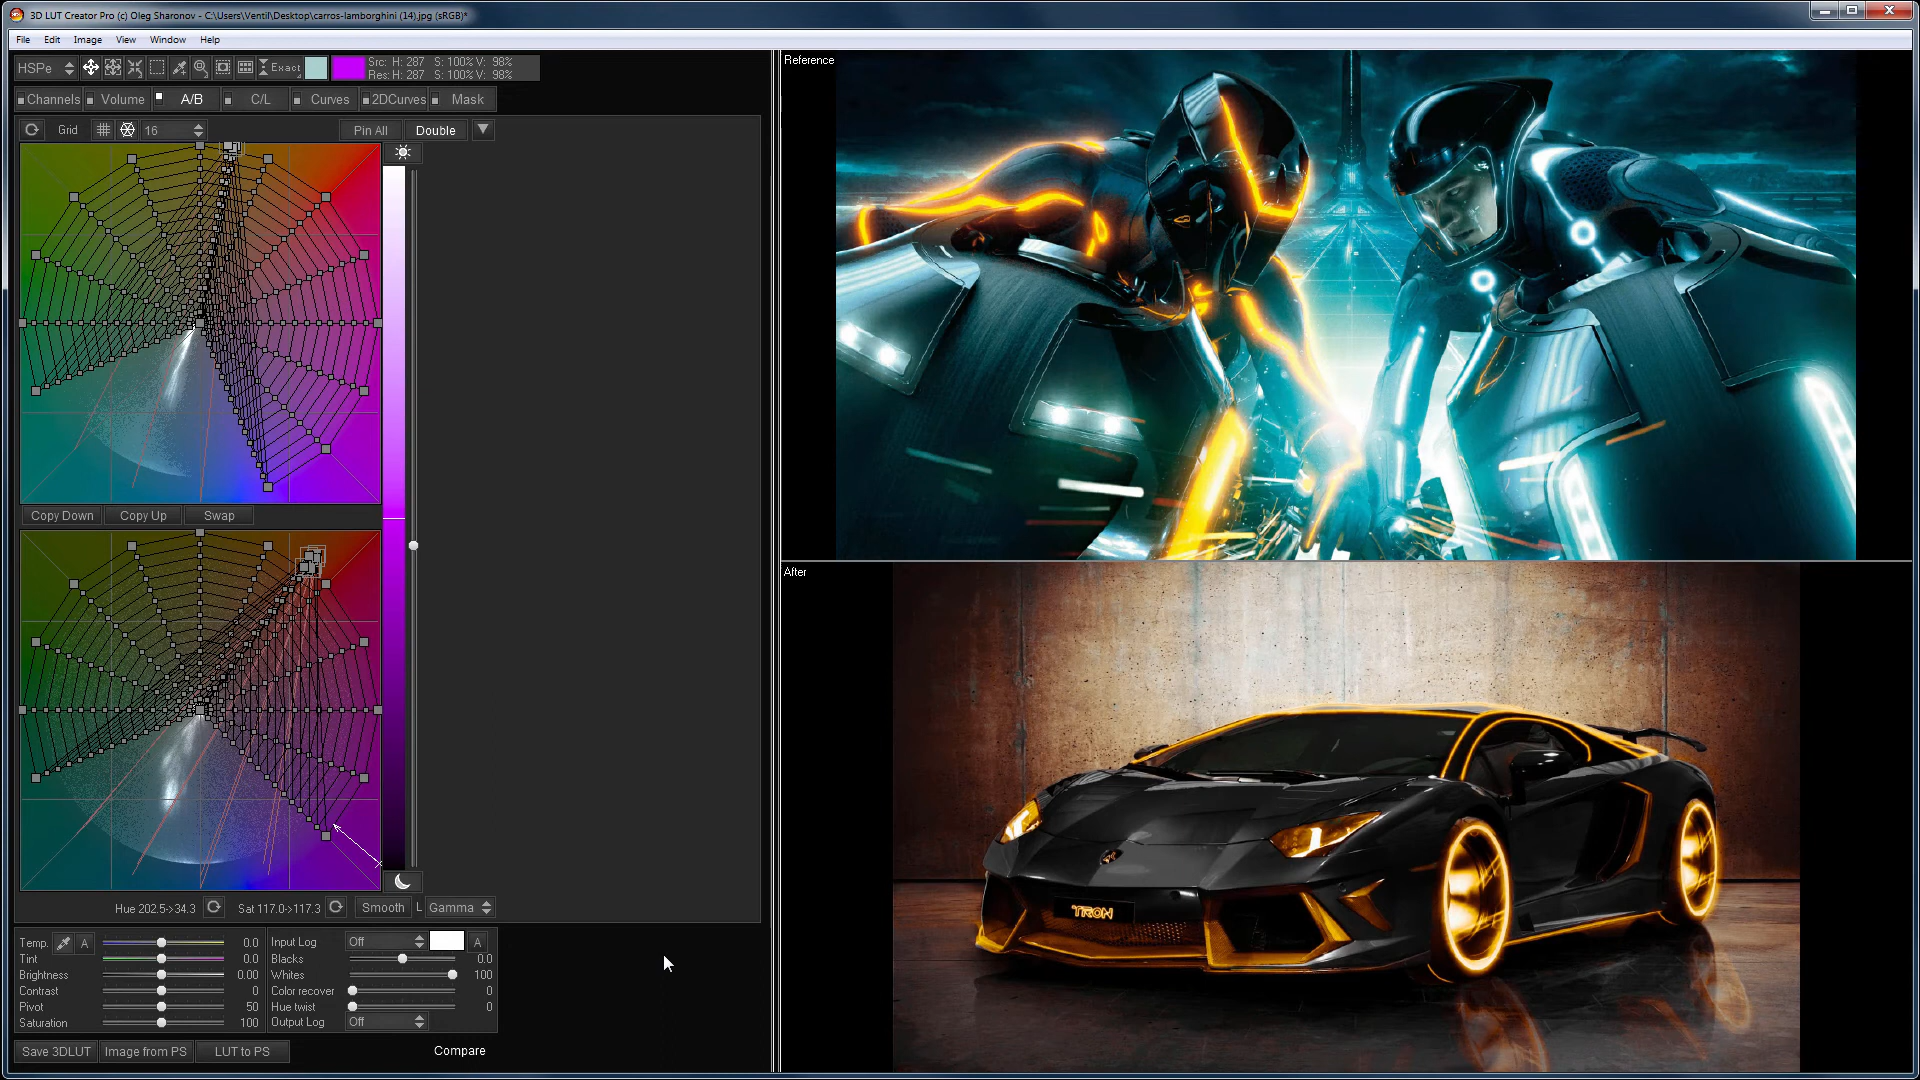 3D LUT Creator Pro (c) Oleg Sharonov - C:\Users\Ventil\Desktop\carros-lamborghini (14).jpg (sRGB)*
File Edit Image View Window Help
HSPe Exact Src: H: 287 S: 100% V: 98%
Res: H: 287 S: 100% V: 98%
Channels Volume A/B C/L Curves 2DCurves Mask
Grid 16 Pin All Double
Copy Down Copy Up Swap
Hue 202.5->34.3 Sat 117.0->117.3 Smooth L Gamma
Temp. A 0.0 Input Log Off A
Tint 0.0 Blacks 0.0
Brightness 0.00 Whites 100
Contrast 0 Color recover 0
Pivot 50 Hue twist 0
Saturation 100 Output Log Off
Save 3DLUT Image from PS LUT to PS Compare
Reference
After
TRON